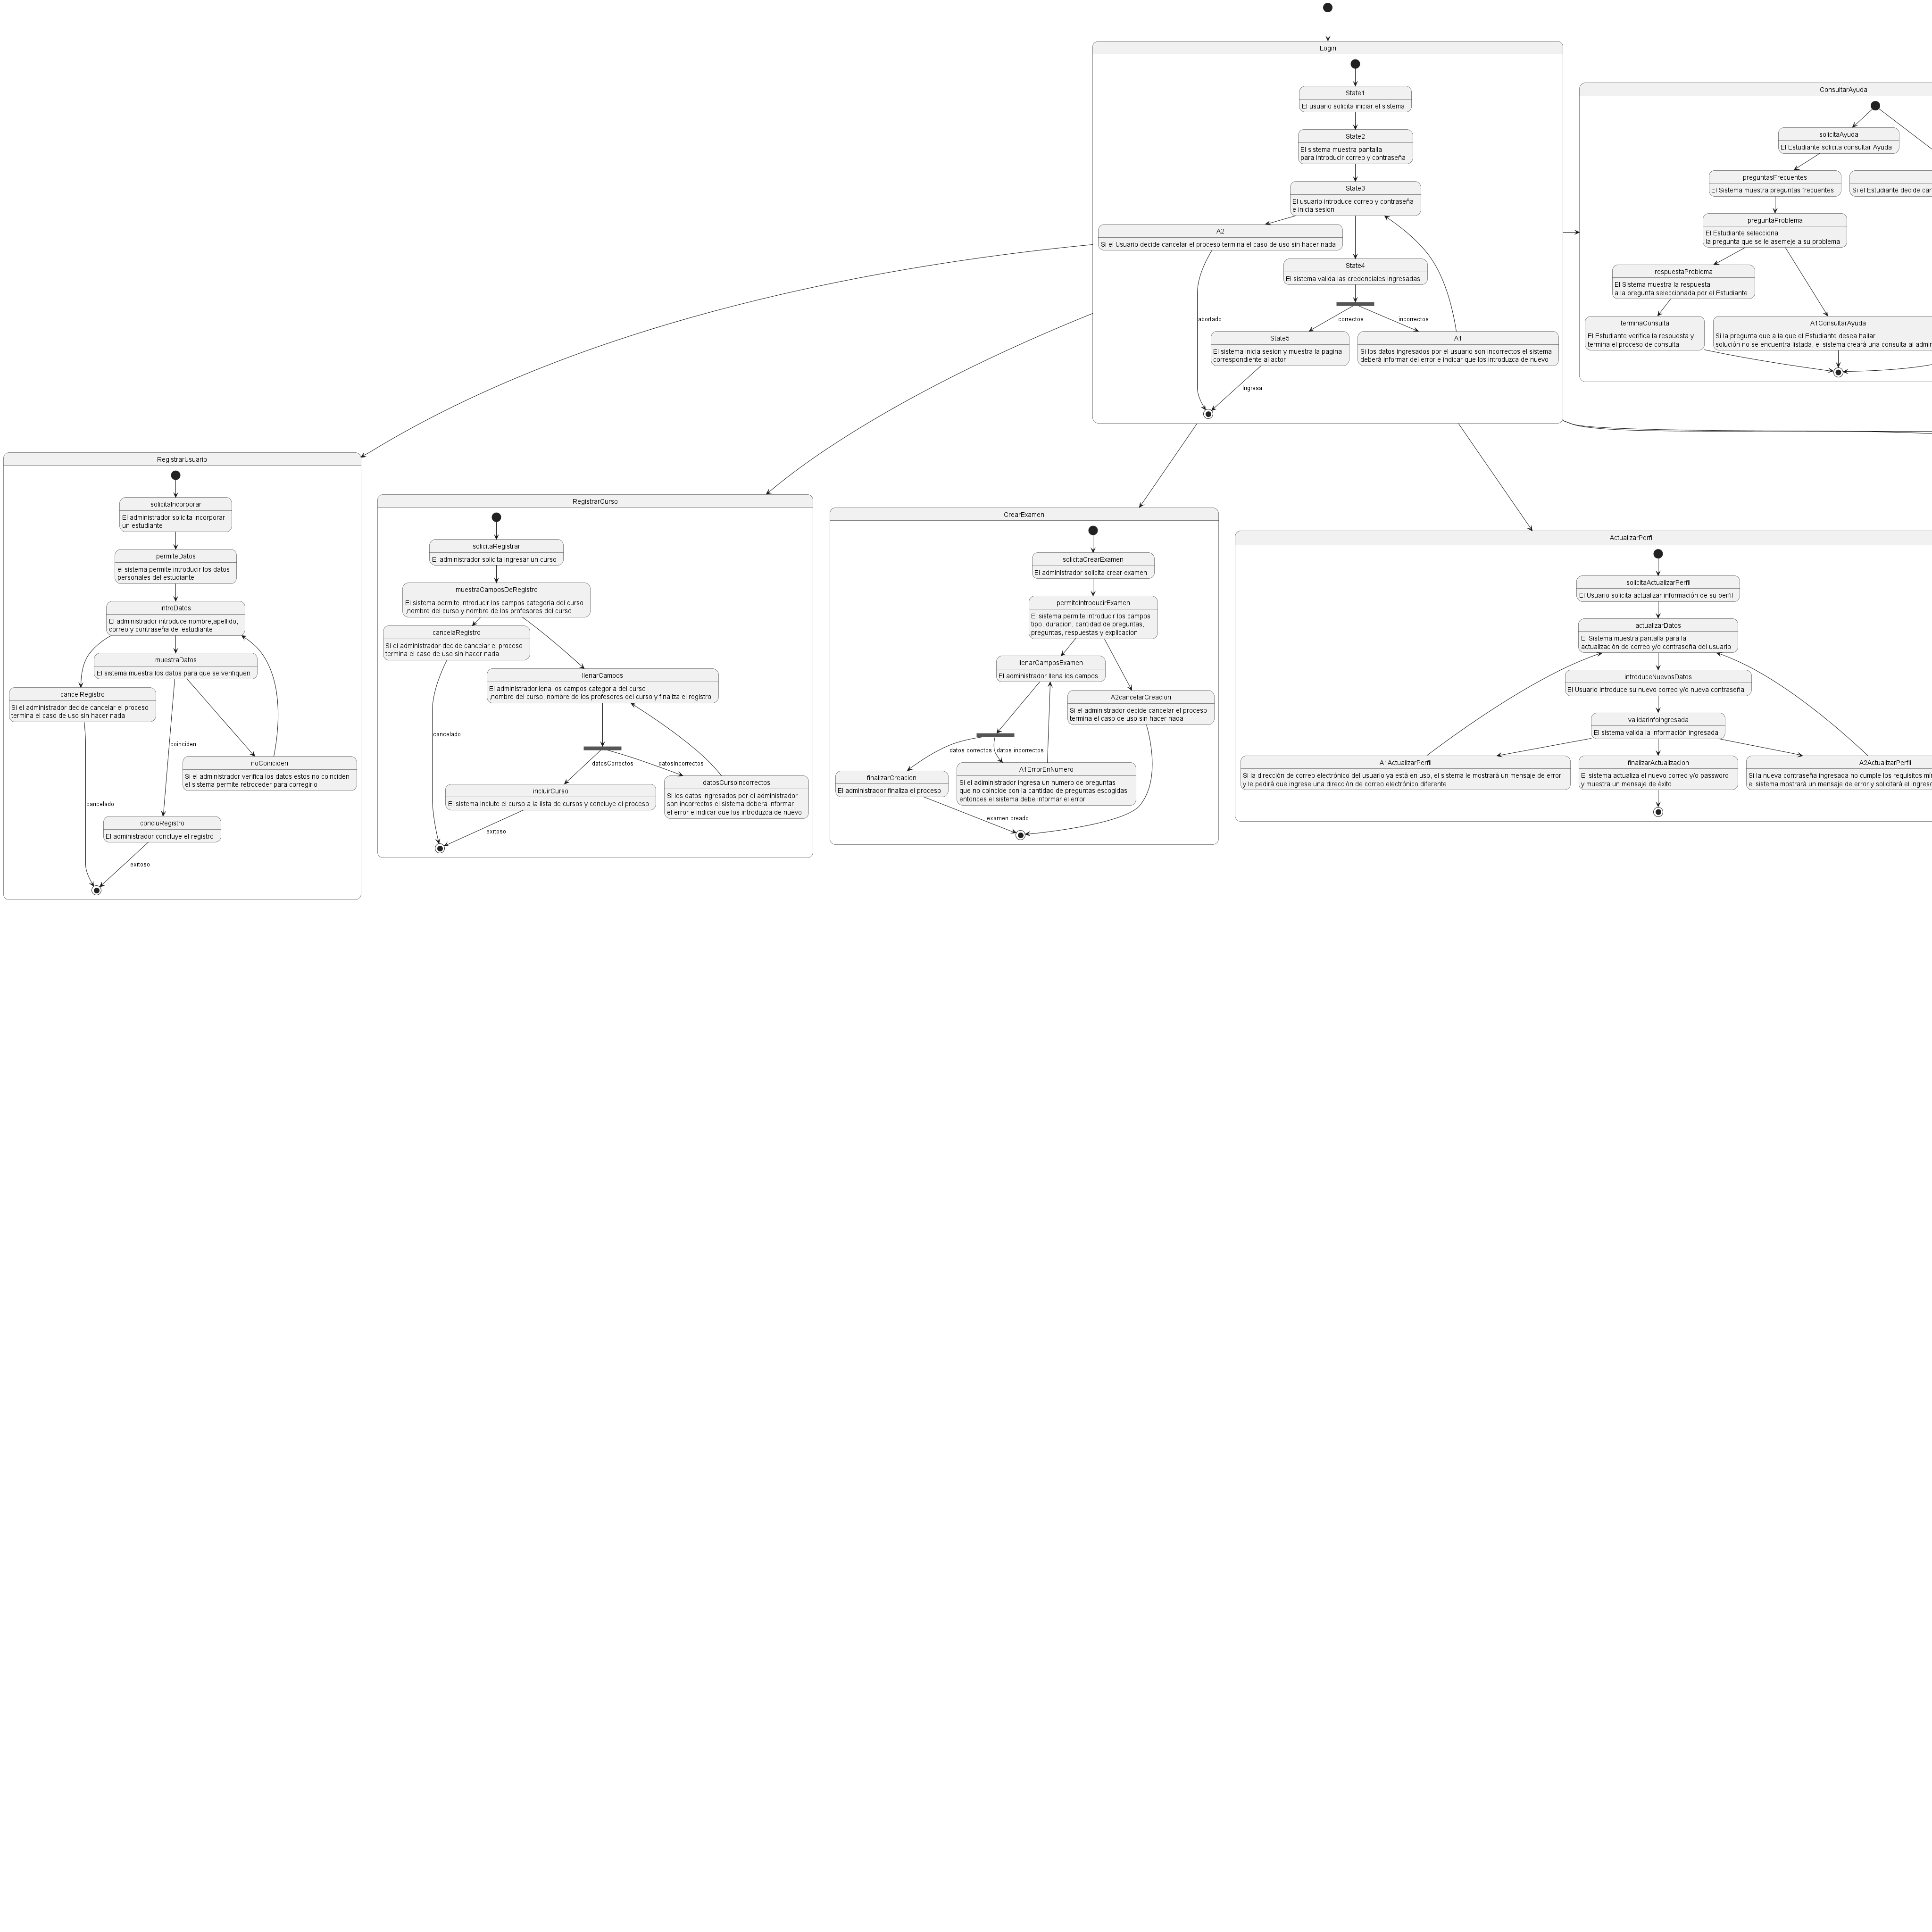 Login
State1
El usuario solicita iniciar el sistema
State2
El sistema muestra pantalla
para introducir correo y contraseña
State3
El usuario introduce correo y contraseña
e inicia sesion
A2
Si el Usuario decide cancelar el proceso termina el caso de uso sin hacer nada
State4
El sistema valida las credenciales ingresadas
abortado
correctos
incorrectos
State5
El sistema inicia sesion y muestra la pagina
correspondiente al actor
A1
Si los datos ingresados por el usuario son incorrectos el sistema
deberá informar del error e indicar que los introduzca de nuevo
Ingresa
ConsultarAyuda
solicitaAyuda
El Estudiante solicita consultar Ayuda
preguntasFrecuentes
El Sistema muestra preguntas frecuentes
Si el Estudiante decide
preguntaProblema
El Estudiante selecciona
la pregunta que se le asemeje a su problema
respuestaProblema
El Sistema muestra la respuesta
a la pregunta seleccionada por el Estudiante
terminaConsulta
El Estudiante verifica la respuesta y
termina el proceso de consulta
A1ConsultarAyuda
Si la pregunta que a la que el Estudiante desea hallar
solución no se encuentra listada, el sistema creará una consulta al
RegistrarUsuario
solicitaIncorporar
El administrador solicita incorporar
un estudiante
permiteDatos
el sistema permite introducir los datos
personales del estudiante
introDatos
El administrador introduce nombre,apellido,
correo y contraseña del estudiante
muestraDatos
El sistema muestra los datos para que se verifiquen
cancelRegistro
Si el administrador decide cancelar el proceso
termina el caso de uso sin hacer nada
coinciden
noCoinciden
Si el administrador verifica los datos estos no coinciden
el sistema permite retroceder para corregirlo
cancelado
concluRegistro
El administrador concluye el registro
exitoso
RegistrarCurso
solicitaRegistrar
El administrador solicita ingresar un curso
muestraCamposDeRegistro
El sistema permite introducir los campos categoria del curso
,nombre del curso y nombre de los profesores del curso
cancelaRegistro
Si el administrador decide cancelar el proceso
termina el caso de uso sin hacer nada
llenarCampos
El administradorllena los campos categoria del curso
,nombre del curso, nombre de los profesores del curso y finaliza el registro
cancelado
datosCorrectos
datosIncorrectos
incluirCurso
El sistema inclute el curso a la lista de cursos y concluye el proceso
datosCursoIncorrectos
Si los datos ingresados por el administrador
son incorrectos el sistema debera informar
el error e indicar que los introduzca de nuevo
exitoso
CrearExamen
solicitaCrearExamen
El administrador solicita crear examen
permiteIntroducirExamen
El sistema permite introducir los campos
tipo, duracion, cantidad de preguntas,
preguntas, respuestas y explicacion
llenarCamposExamen
El administrador llena los campos
A2cancelarCreacion
Si el administrador decide cancelar el proceso
termina el caso de uso sin hacer nada
datos correctos
datos incorrectos
finalizarCreacion
El administrador finaliza el proceso
A1ErrorEnNumero
Si el administrador ingresa un numero de preguntas
que no coincide con la cantidad de preguntas escogidas;
entonces el sistema debe informar el error
examen creado
ActualizarPerfil
solicitaActualizarPerfil
El Usuario solicita actualizar información de su perfil
actualizarDatos
El Sistema muestra pantalla para la
actualización de correo y/o contraseña del usuario
introduceNuevosDatos
El Usuario introduce su nuevo correo y/o nueva contraseña
validarInfoIngresada
El sistema valida la información ingresada
A1ActualizarPerfil
Si la dirección de correo electrónico del usuario ya está en uso, el sistema le mostrará un mensaje de error
y le pedirá que ingrese una dirección de correo electrónico diferente
finalizarActualizacion
El sistema actualiza el nuevo correo y/o password
y muestra un mensaje de éxito
A2ActualizarPerfil
Si la nueva contraseña ingresada no cumple los requisitos
el sistema mostrará un mensaje de error y solicitará el